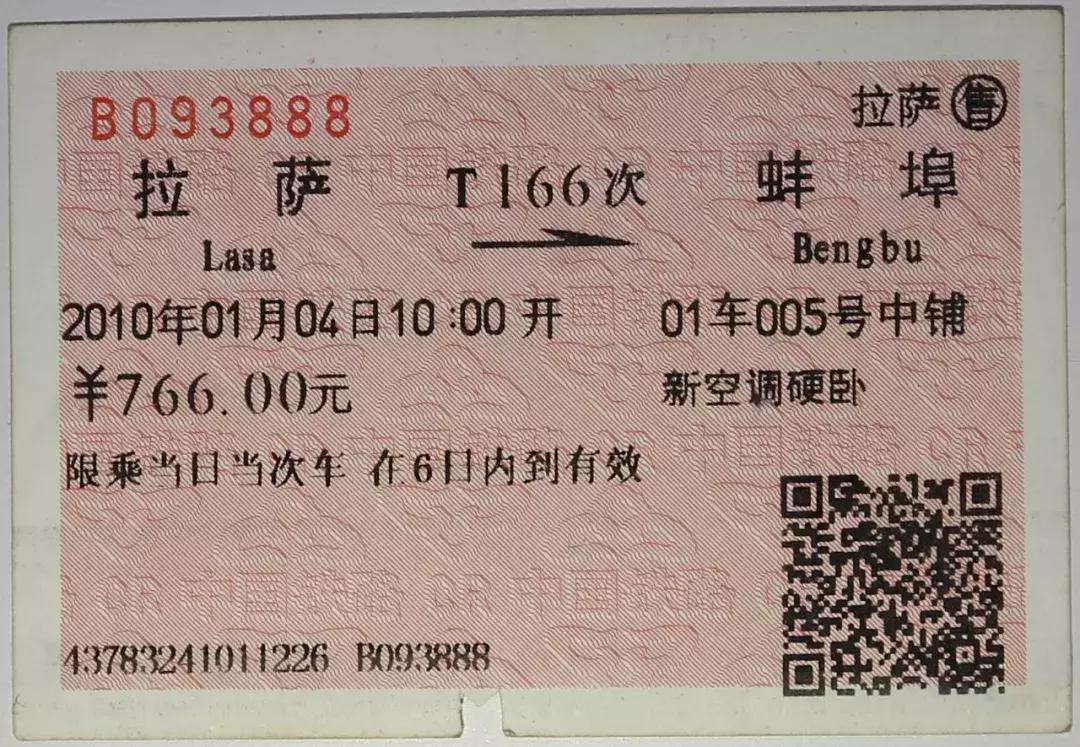 B093888 拉萨 售
拉萨 T166次 蚌埠
Lasa Bengbu
2010年01月04日10:00开 01车005号中铺
¥766.00元 新空调硬卧
限乘当日当次车 在6日内到有效
43783241011226 B093888